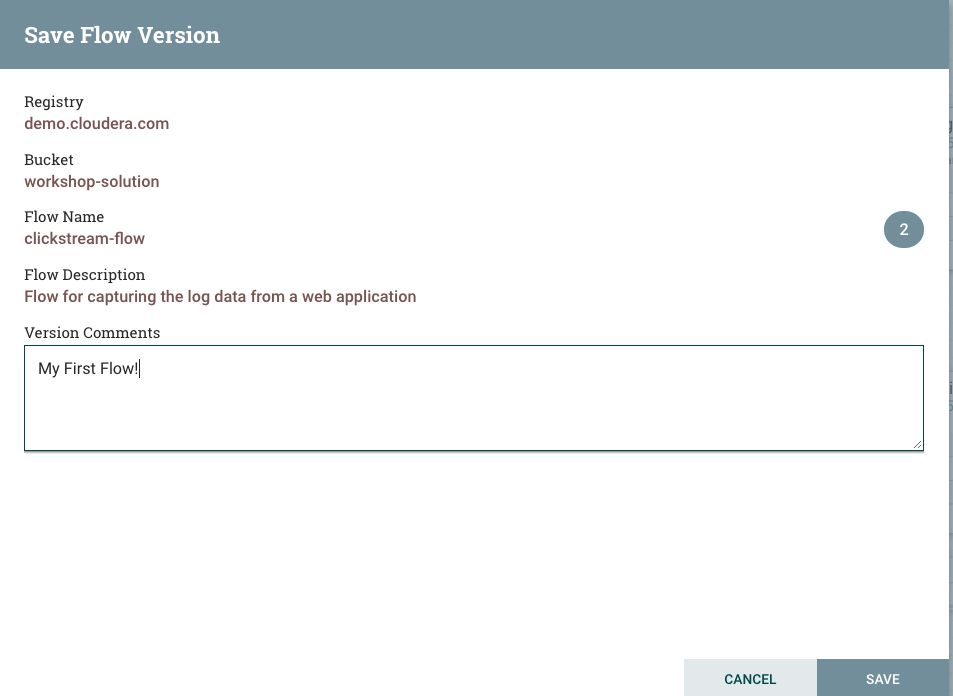 Save Flow Version
Registry
demo.cloudera.com
Bucket
workshop-solution
Flow Name
clickstream-flow
2
Flow Description
Flow for capturing the log data from a web application
Version Comments
My First Flow!
CANCEL
SAVE